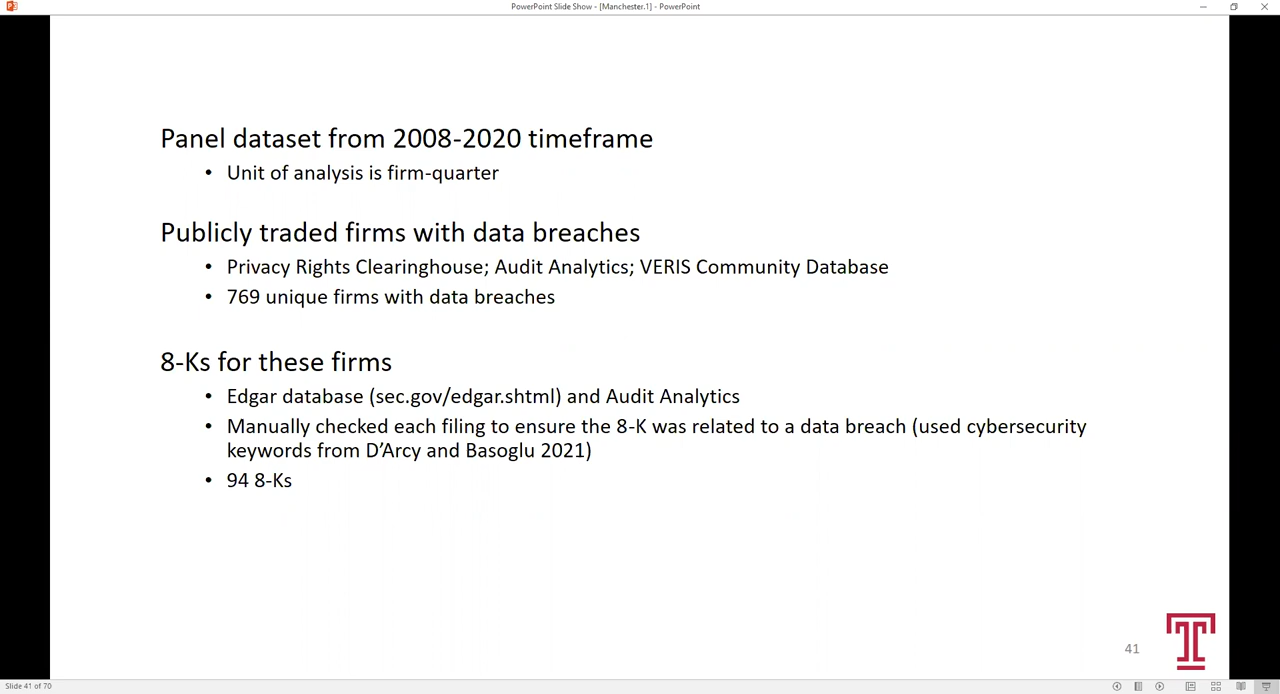 PowerPoint Slide Show - [Manchester.1] - PowerPoint
Panel dataset from 2008-2020 timeframe
• Unit of analysis is firm-quarter
Publicly traded firms with data breaches
• Privacy Rights Clearinghouse; Audit Analytics; VERIS Community Database
• 769 unique firms with data breaches
8-Ks for these firms
• Edgar database (sec.gov/edgar.shtml) and Audit Analytics
• Manually checked each filing to ensure the 8-K was related to a data breach (used cybersecurity
keywords from D’Arcy and Basoglu 2021)
• 94 8-Ks
41
Slide 41 of 70